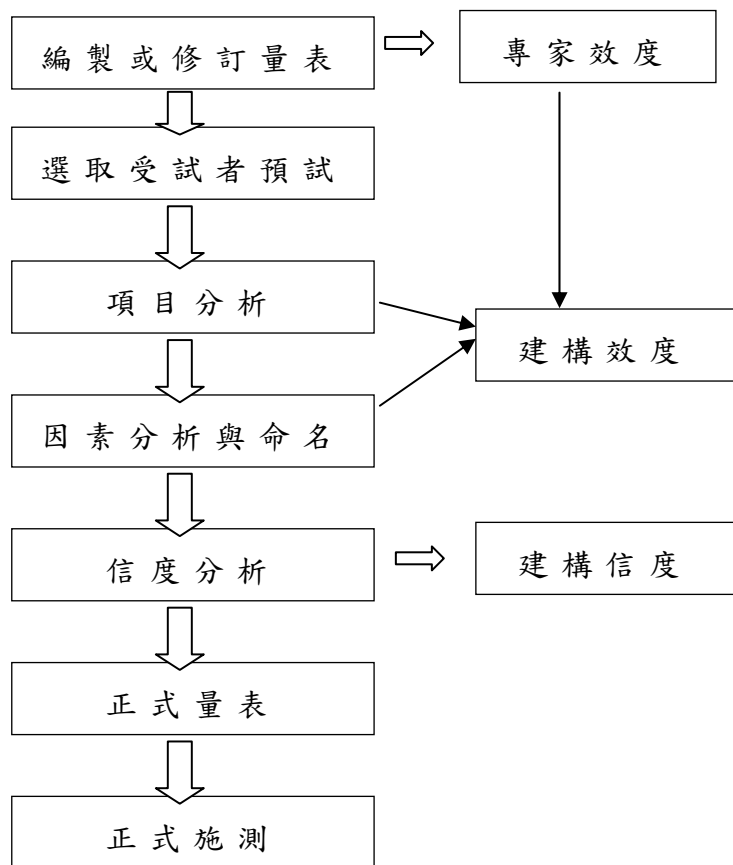 編製或修訂量表
專家效度
選取受試者預試
項目分析
建構效度
因素分析與命名
信度分析
建構信度
正式量表
正式施測